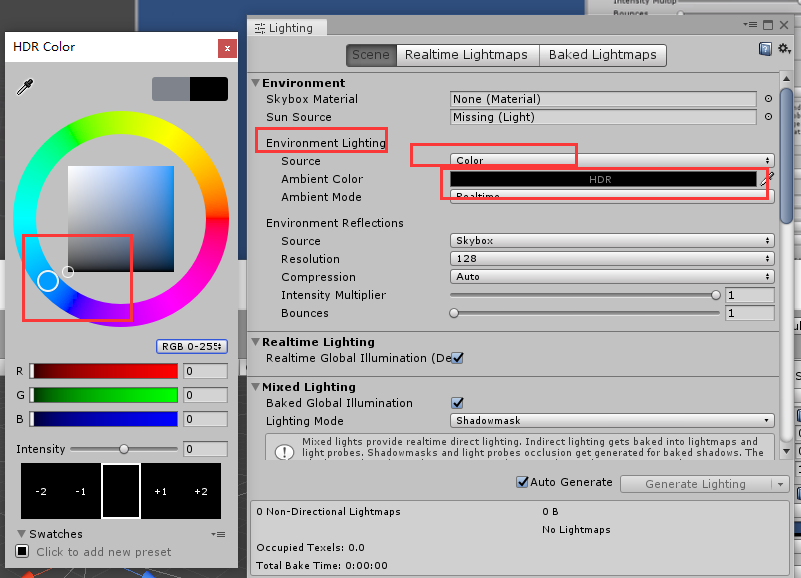 HDR Color
RGB 0-255
R
0
G
0
B
0
Intensity
0
-2
-1
+1
+2
Swatches
Click to add new preset
Bounces
Lighting
Scene
Realtime Lightmaps
Baked Lightmaps
Environment
Skybox Material
None (Material)
Sun Source
Missing (Light)
Environment Lighting
Source
Color
Ambient Color
HDR
Ambient Mode
Realtime
Environment Reflections
Source
Skybox
Resolution
128
Compression
Auto
Intensity Multiplier
1
Bounces
1
Realtime Lighting
Realtime Global Illumination (De
Mixed Lighting
Baked Global Illumination
Lighting Mode
Shadowmask
Mixed lights provide realtime direct lighting. Indirect lighting gets baked into lightmaps and
light probes. Shadowmasks and light probes occlusion get generated for baked shadows. The
Auto Generate
Generate Lighting
0 Non-Directional Lightmaps
0 B
No Lightmaps
Occupied Texels: 0.0
Total Bake Time: 0:00:00